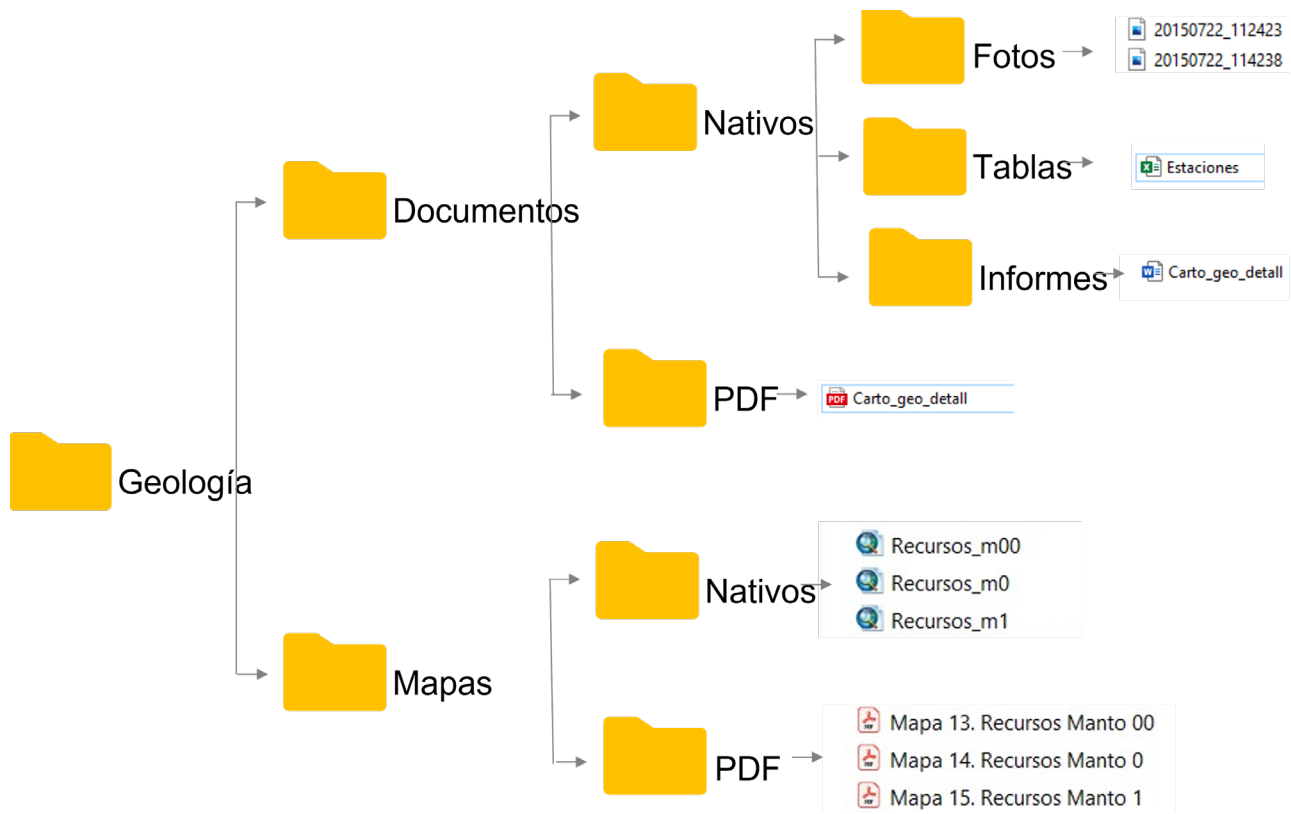 Fotos
20150722_112423
20150722_114238
Nativos
Tablas
Estaciones
Documentos
Informes
Carto_geo_detall
PDF
PDF
Carto_geo_detall
Geología
Nativos
Recursos_m00
Recursos_m0
Recursos_m1
Mapas
PDF
Mapa 13. Recursos Manto 00
Mapa 14. Recursos Manto 0
Mapa 15. Recursos Manto 1